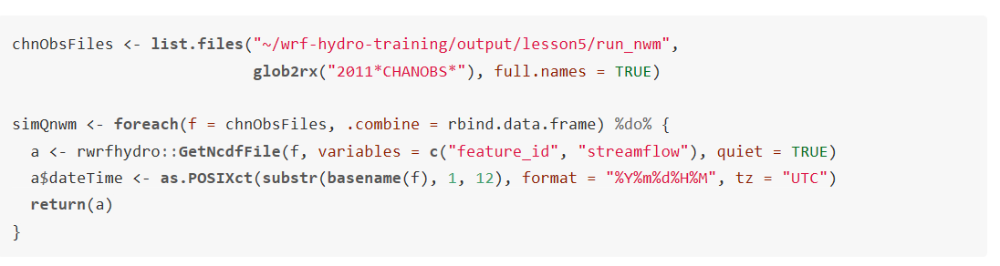 chnObsFiles <- list.files("~/wrf-hydro-training/output/lesson5/run_nwm",
                          glob2rx("2011*CHANOBS*"), full.names = TRUE)

simQnwm <- foreach(f = chnObsFiles, .combine = rbind.data.frame) %do% {
  a <- rwrfhydro::GetNcdfFile(f, variables = c("feature_id", "streamflow"), quiet = TRUE)
  a$dateTime <- as.POSIXct(substr(basename(f), 1, 12), format = "%Y%m%d%H%M", tz = "UTC")
  return(a)
}